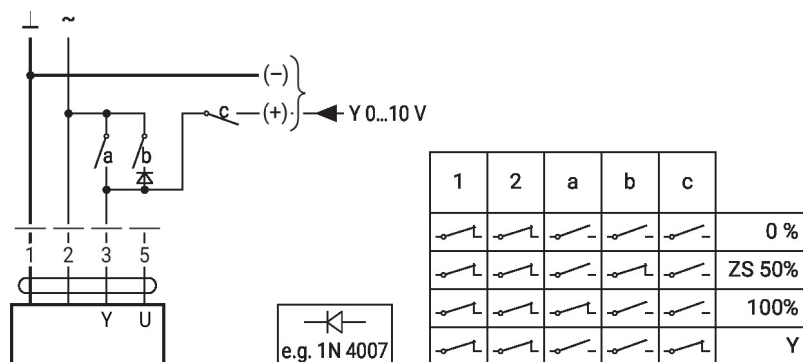 ⊥ ~
(–)
c (+) Y 0...10 V
a b
1 2 3 5
Y U
e.g. 1N 4007
1 2 a b c
0 %
ZS 50%
100%
Y